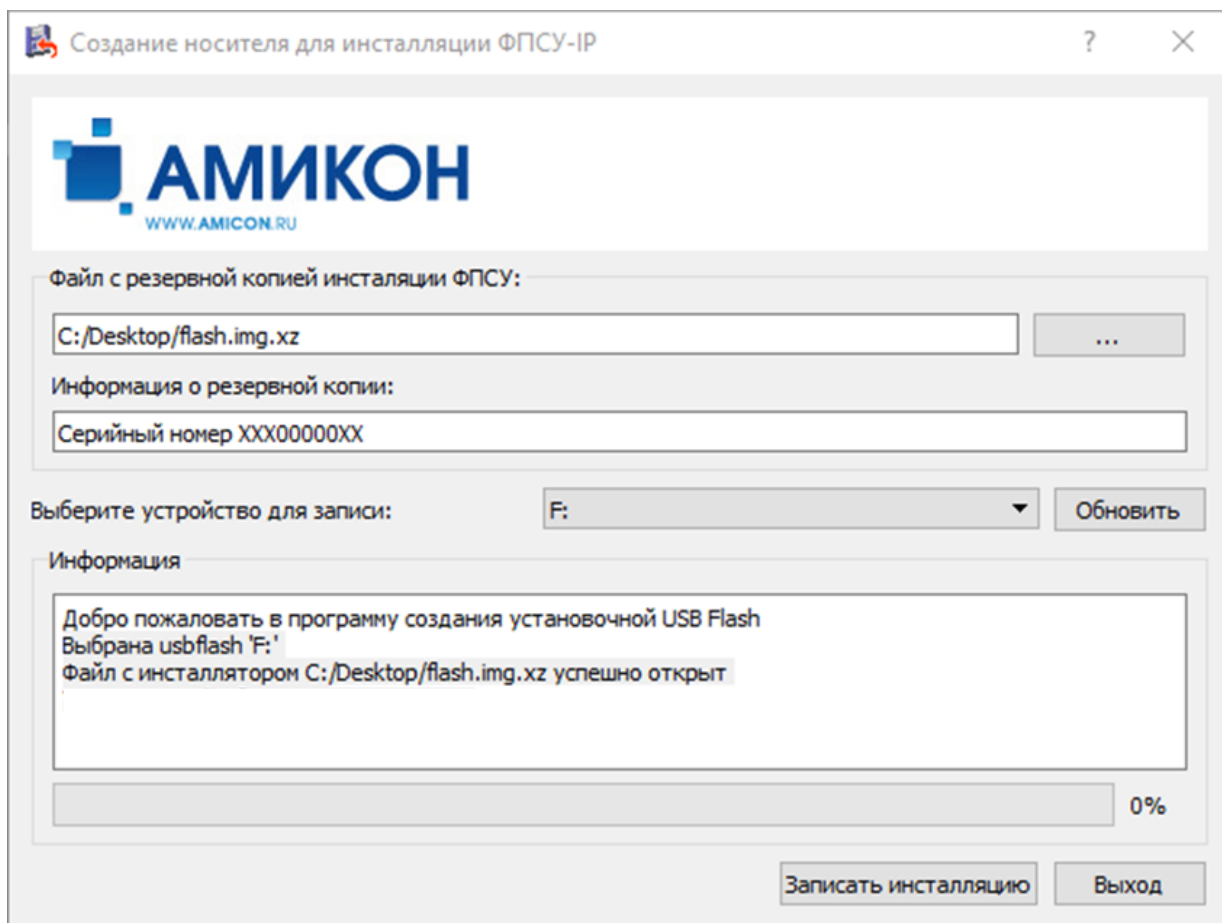 Создание носителя для инсталляции ФПСУ-IP
АМИКОН
WWW.AMICON.RU
Файл с резервной копией инсталяции ФПСУ:
C:/Desktop/flash.img.xz
...
Информация о резервной копии:
Серийный номер XXX00000XX
Выберите устройство для записи:
F:
Обновить
Информация
Добро пожаловать в программу создания установочной USB Flash
Выбрана usbflash 'F:'
Файл с инсталлятором C:/Desktop/flash.img.xz успешно открыт
0%
Записать инсталляцию
Выход